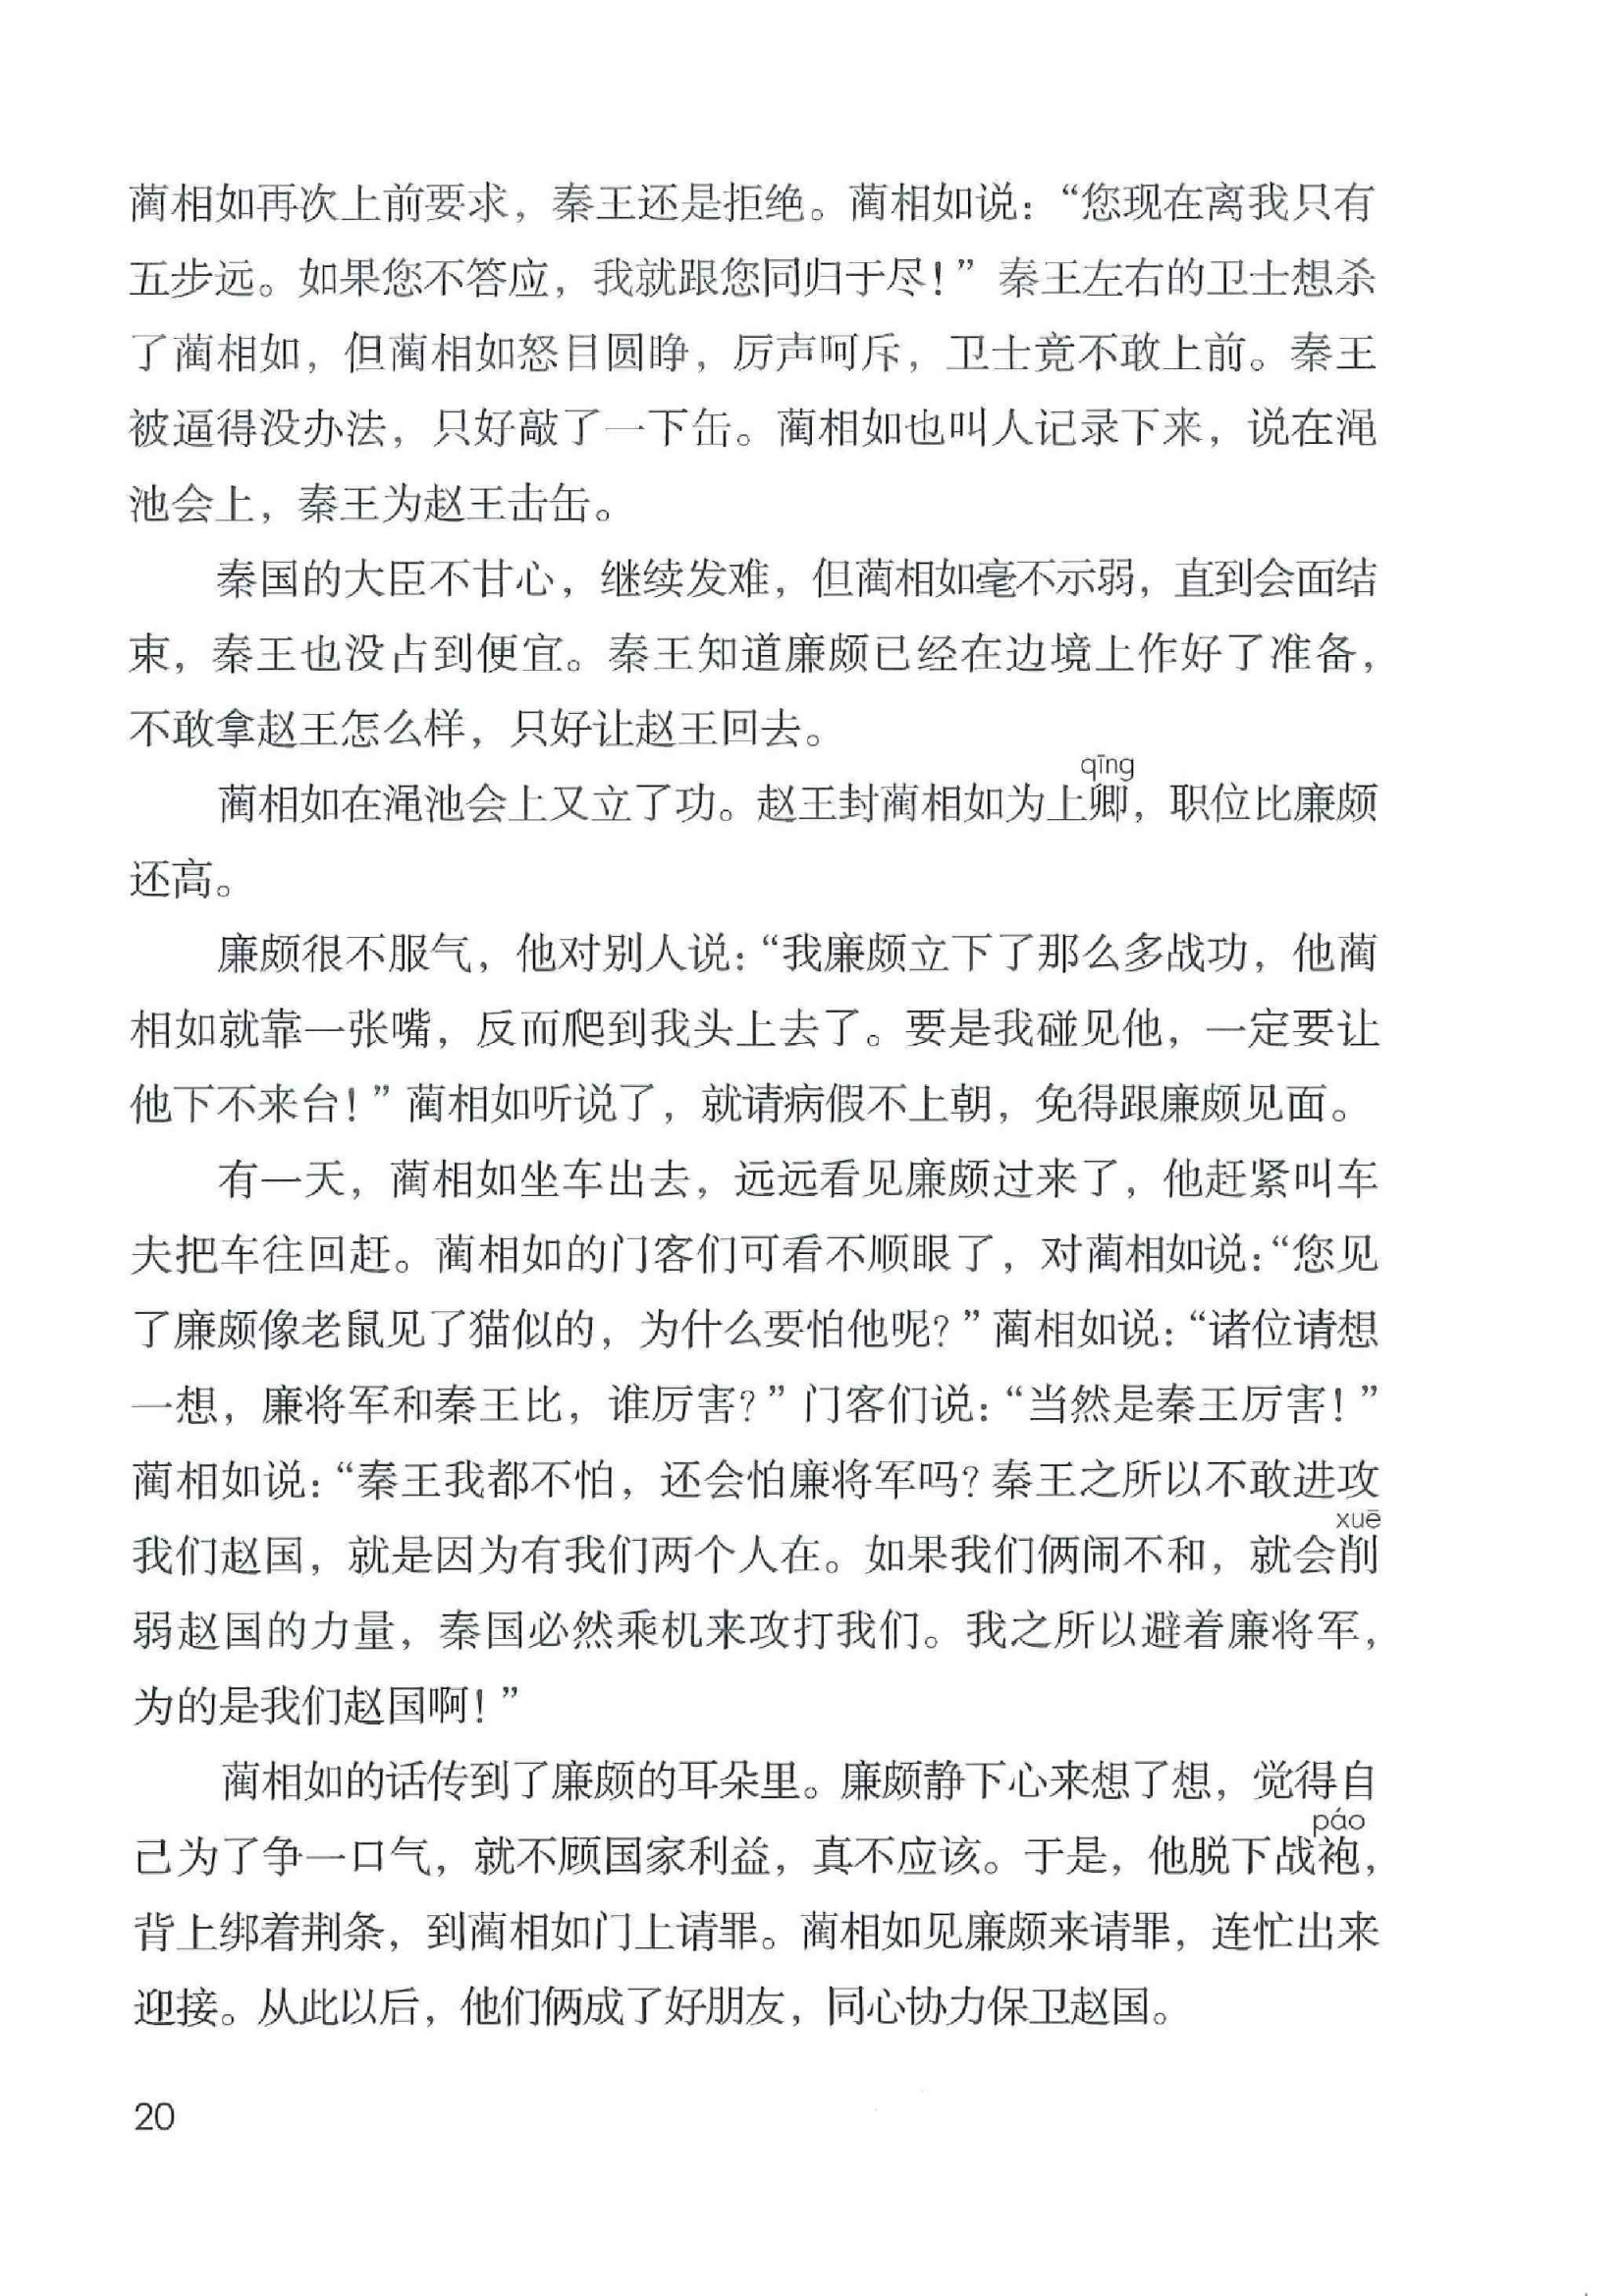 蔺相如再次上前要求，秦王还是拒绝。蔺相如说：“您现在离我只有
五步远。如果您不答应，我就跟您同归于尽！”秦王左右的卫士想杀
了蔺相如，但蔺相如怒目圆睁，厉声呵斥，卫士竟不敢上前。秦王
被逼得没办法，只好敲了一下缶。蔺相如也叫人记录下来，说在渑
池会上，秦王为赵王击缶。
秦国的大臣不甘心，继续发难，但蔺相如毫不示弱，直到会面结
束，秦王也没占到便宜。秦王知道廉颇已经在边境上作好了准备，
不敢拿赵王怎么样，只好让赵王回去。
qīng
蔺相如在渑池会上又立了功。赵王封蔺相如为上卿，职位比廉颇
还高。
廉颇很不服气，他对别人说：“我廉颇立下了那么多战功，他蔺
相如就靠一张嘴，反而爬到我头上去了。要是我碰见他，一定要让
他下不来台！”蔺相如听说了，就请病假不上朝，免得跟廉颇见面。
有一天，蔺相如坐车出去，远远看见廉颇过来了，他赶紧叫车
夫把车往回赶。蔺相如的门客们可看不顺眼了，对蔺相如说：“您见
了廉颇像老鼠见了猫似的，为什么要怕他呢？”蔺相如说：“诸位请想
一想，廉将军和秦王比，谁厉害？”门客们说：“当然是秦王厉害！”
蔺相如说：“秦王我都不怕，还会怕廉将军吗？秦王之所以不敢进攻
xuē
我们赵国，就是因为有我们两个人在。如果我们俩闹不和，就会削
弱赵国的力量，秦国必然乘机来攻打我们。我之所以避着廉将军，
为的是我们赵国啊！”
蔺相如的话传到了廉颇的耳朵里。廉颇静下心来想了想，觉得自
páo
己为了争一口气，就不顾国家利益，真不应该。于是，他脱下战袍，
背上绑着荆条，到蔺相如门上请罪。蔺相如见廉颇来请罪，连忙出来
迎接。从此以后，他们俩成了好朋友，同心协力保卫赵国。
20